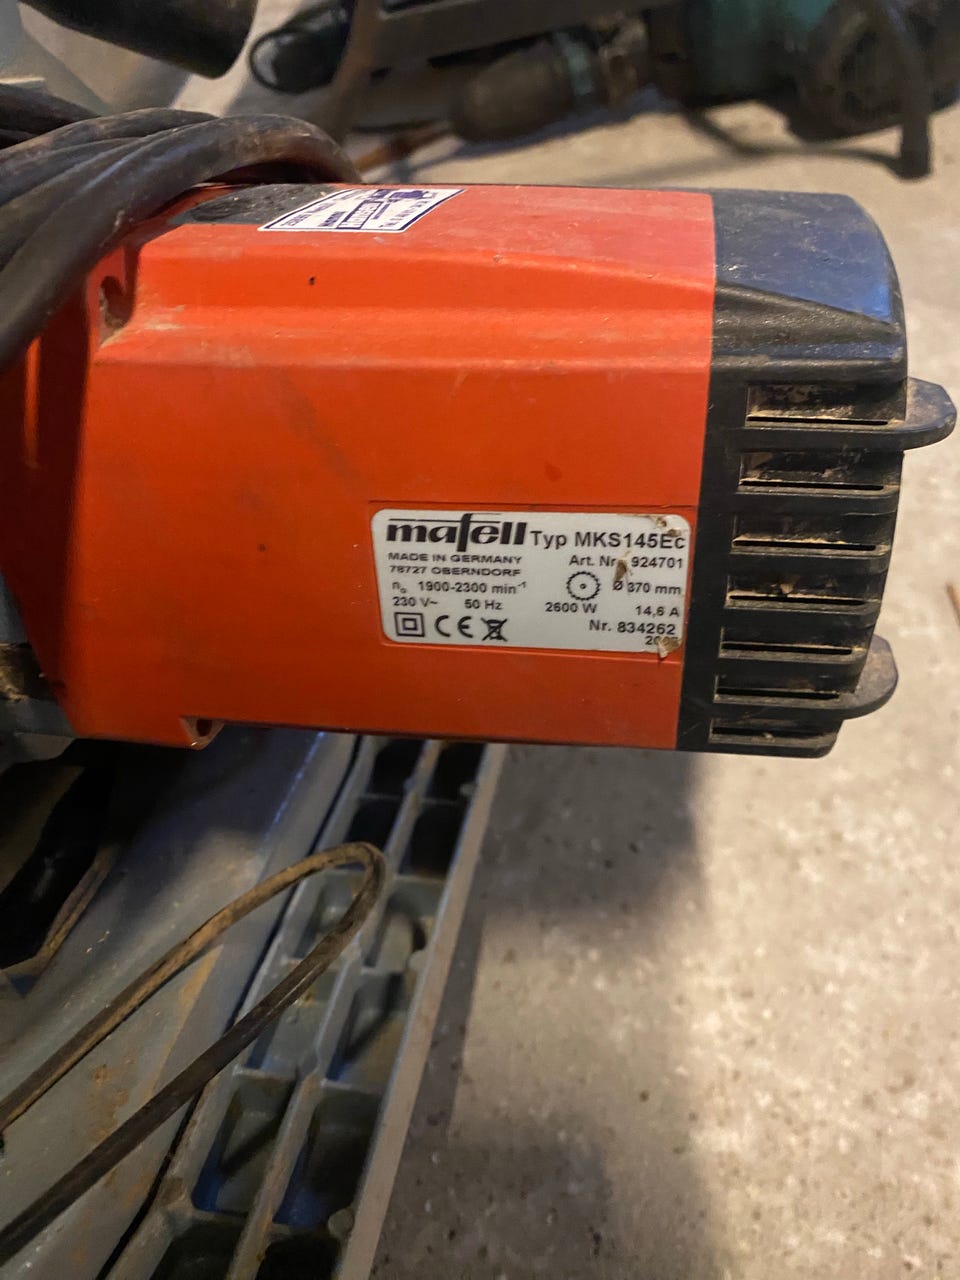 mafell Typ MKS145Ec
MADE IN GERMANY Art. Nr. 924701
78727 OBERNDORF
n₀ 1900-2300 min⁻¹ Ø 370 mm
230 V~ 50 Hz 2600 W 14,6 A
CE Nr. 834262